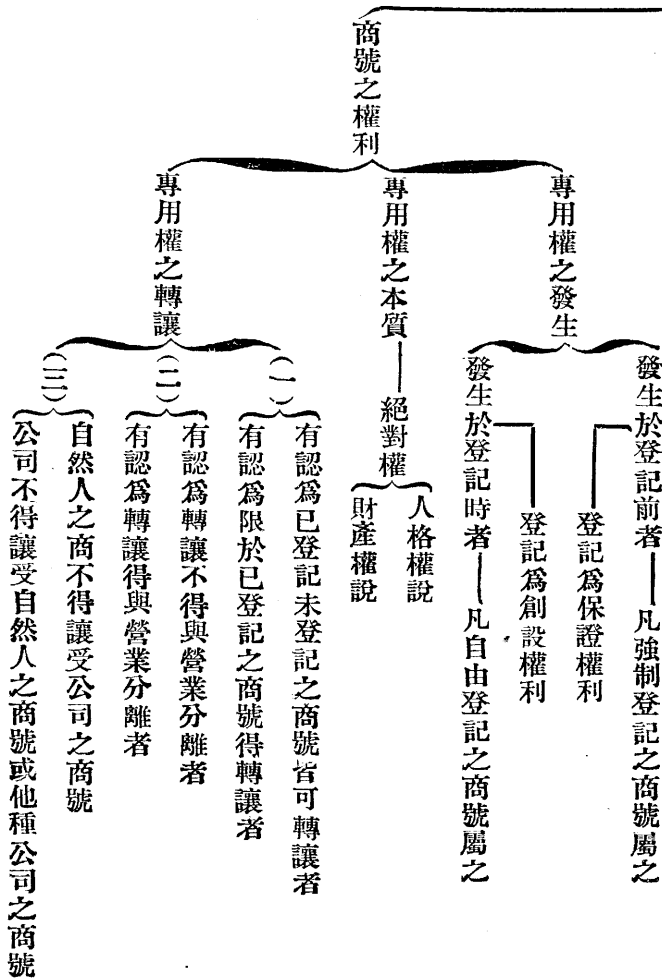 商號之權利
專用權之發生
發生於登記前者
凡強制登記之商號屬之
登記爲保證權利
登記爲創設權利
發生於登記時者
凡自由登記之商號屬之
專用權之本質
絕對權
人格權說
財產權說
專用權之轉讓
(一)
有認爲已登記未登記之商號皆可轉讓者
有認爲限於已登記之商號得轉讓者
(二)
有認爲轉讓不得與營業分離者
有認爲轉讓得與營業分離者
(三)
自然人之商不得讓受公司之商號
公司不得讓受自然人之商號或他種公司之商號